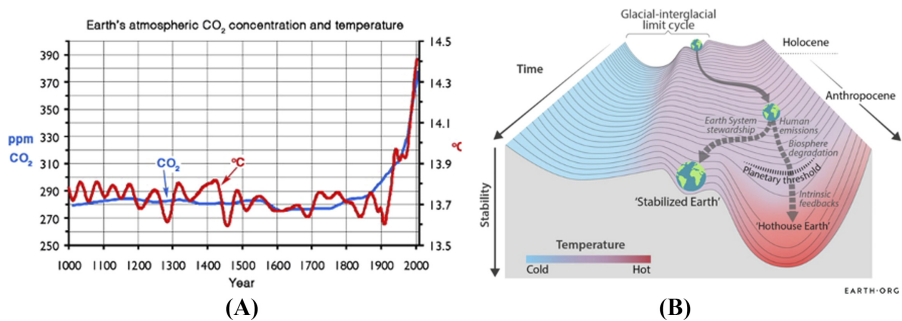 Earth's atmospheric CO₂ concentration and temperature
390
370
350
330
310
290
270
250
ppm
CO₂
14.5
14.3
14.1
13.9
13.7
13.5
°C
CO₂
°C
1000 1100 1200 1300 1400 1500 1600 1700 1800 1900 2000
Year
(A)
Glacial-interglacial
limit cycle
Holocene
Time
Anthropocene
Earth System
stewardship
Human
emissions
Biosphere
degradation
Planetary threshold
Intrinsic
feedbacks
'Stabilized Earth'
'Hothouse Earth'
Stability
Temperature
Cold
Hot
EARTH·ORG
(B)